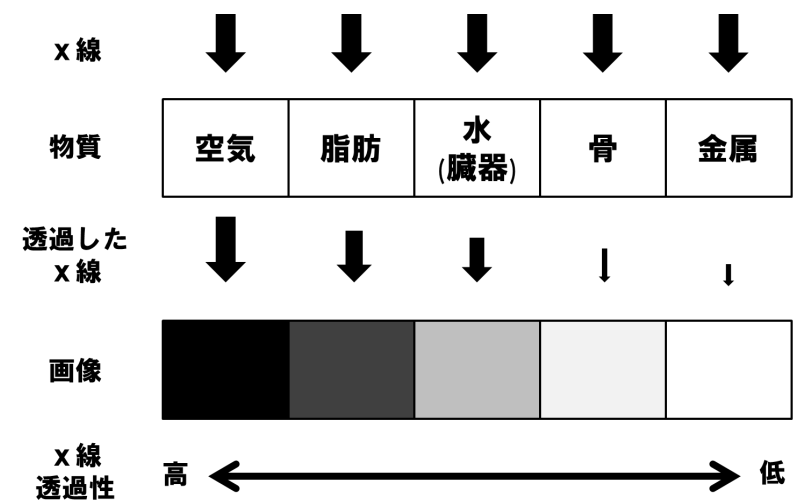 x線
物質
空気
脂肪
水
(臓器)
骨
金属
透過した
x線
画像
x線
透過性
高
低